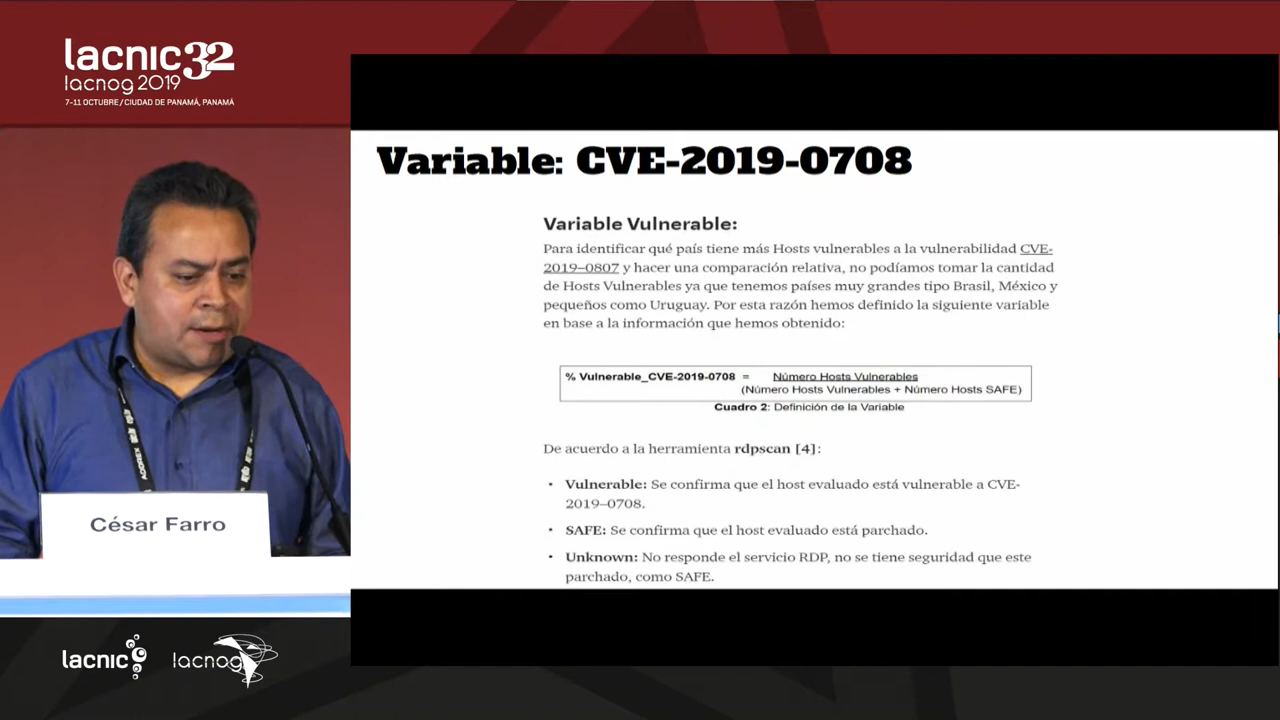 lacnic32
lacnog 2019
7-11 OCTUBRE / CIUDAD DE PANAMÁ, PANAMÁ
Variable: CVE-2019-0708
Variable Vulnerable:
Para identificar qué país tiene más Hosts vulnerables a la vulnerabilidad CVE-
2019–0807 y hacer una comparación relativa, no podíamos tomar la cantidad
de Hosts Vulnerables ya que tenemos países muy grandes tipo Brasil, México y
pequeños como Uruguay. Por esta razón hemos definido la siguiente variable
en base a la información que hemos obtenido:
% Vulnerable_CVE-2019-0708 = Número Hosts Vulnerables
(Número Hosts Vulnerables + Número Hosts SAFE)
Cuadro 2: Definición de la Variable
De acuerdo a la herramienta rdpscan [4]:
• Vulnerable: Se confirma que el host evaluado está vulnerable a CVE-
2019–0708.
• SAFE: Se confirma que el host evaluado está parchado.
• Unknown: No responde el servicio RDP, no se tiene seguridad que este
parchado, como SAFE.
César Farro
lacnic
lacnog